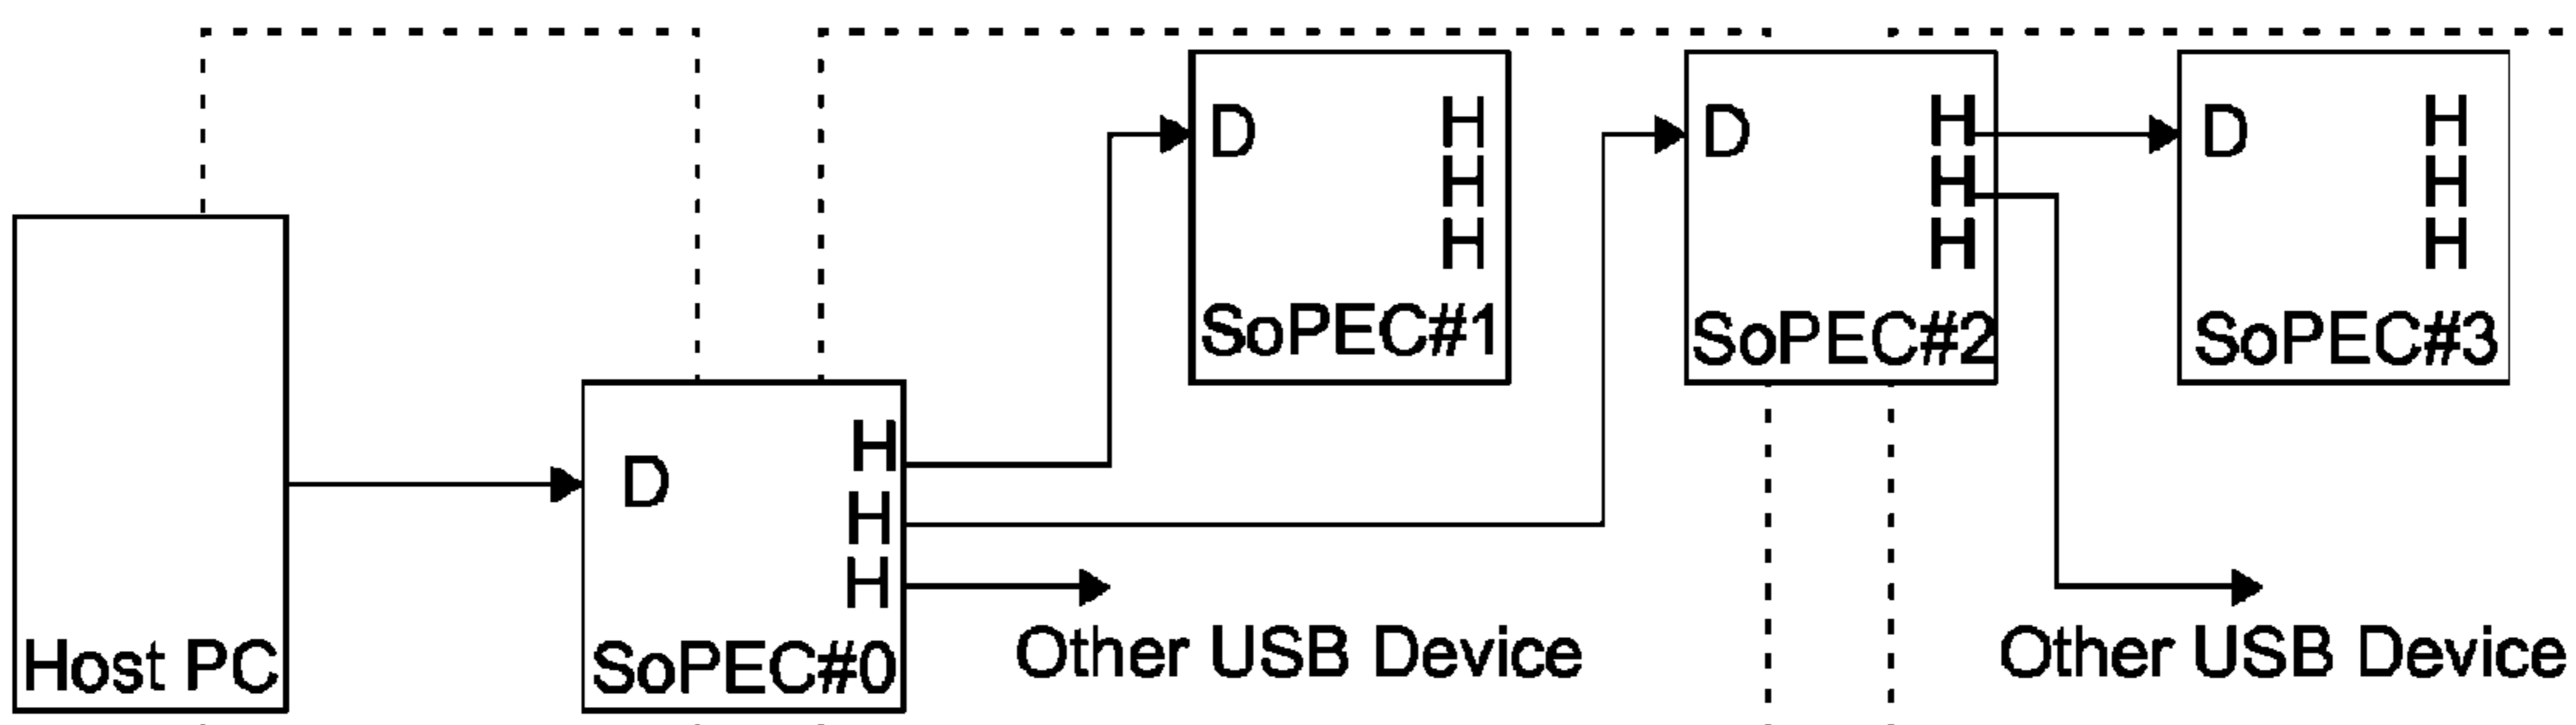 Host PC
D
H
H
H
SoPEC#0
D
H
H
H
SoPEC#1
Other USB Device
D
H
H
H
SoPEC#2
D
H
H
H
SoPEC#3
Other USB Device